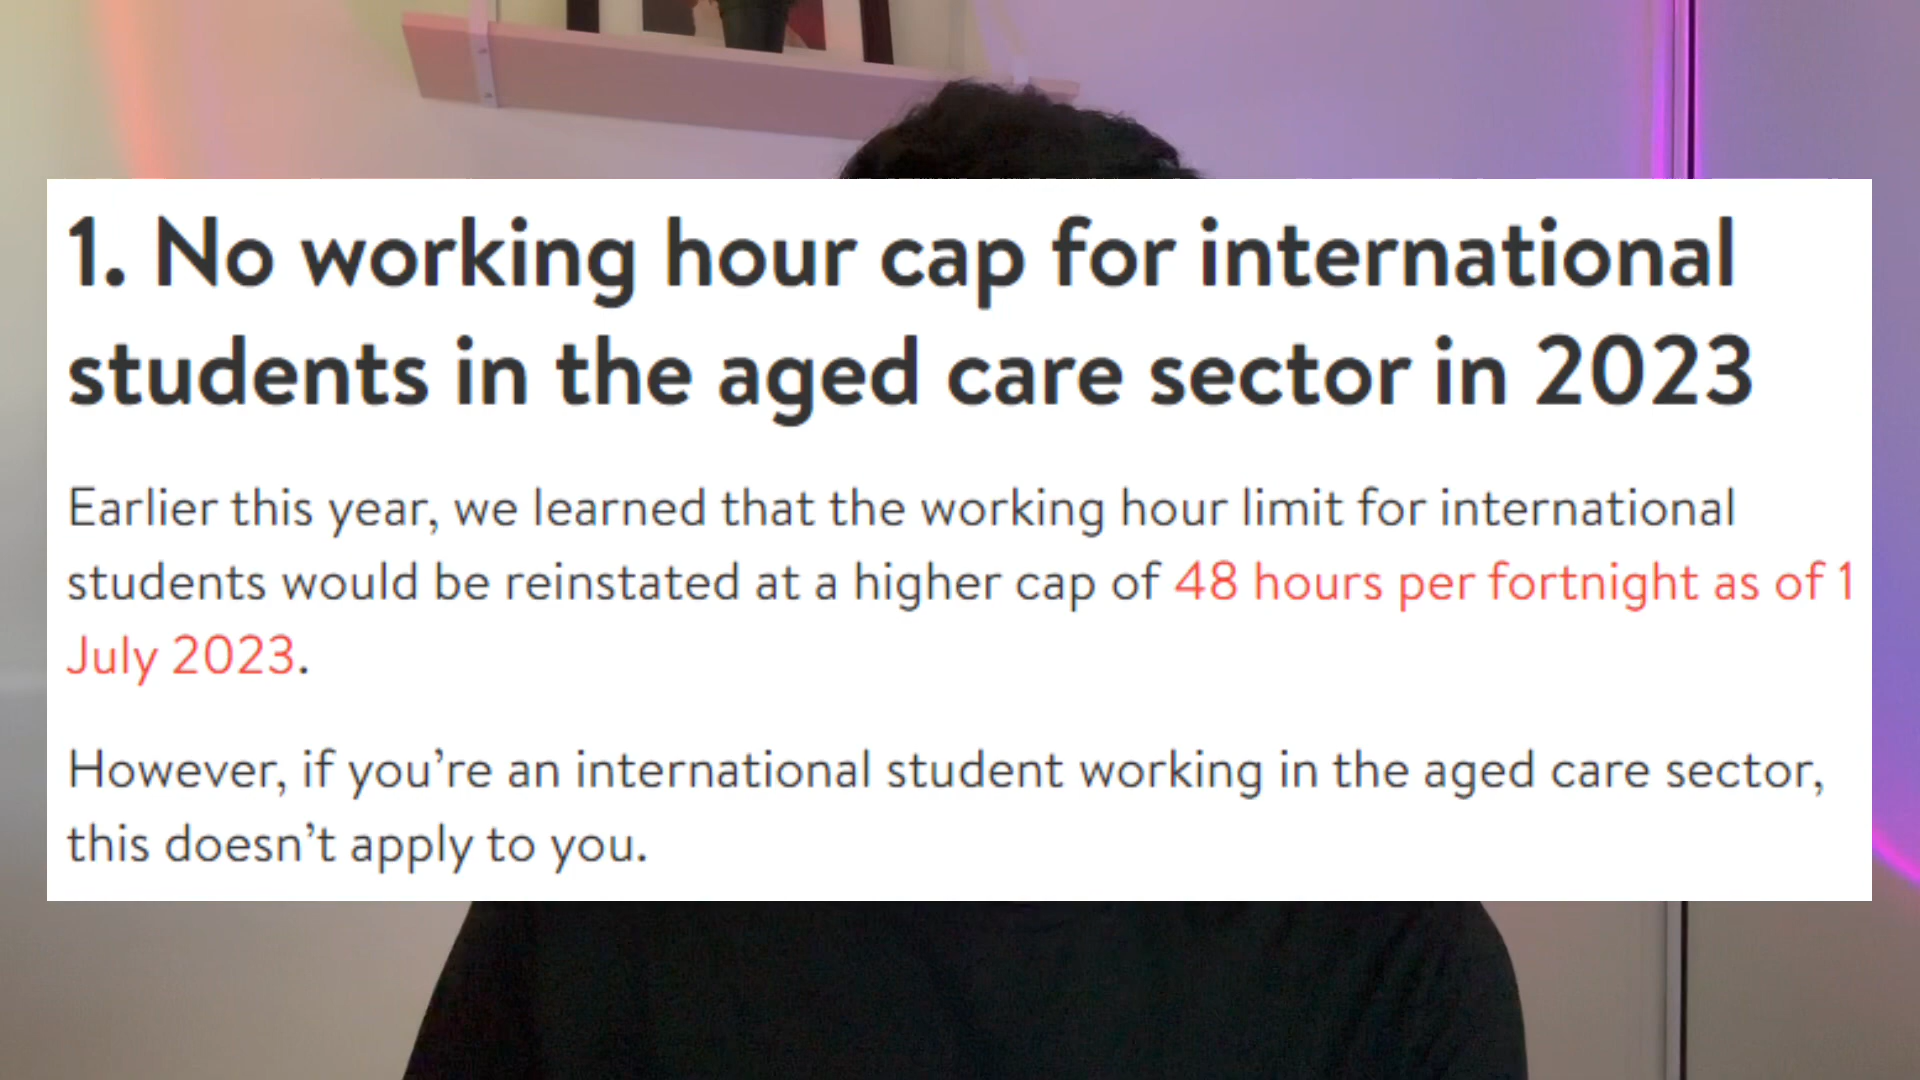 1. No working hour cap for international
students in the aged care sector in 2023
Earlier this year, we learned that the working hour limit for international
students would be reinstated at a higher cap of 48 hours per fortnight as of 1
July 2023.
However, if you’re an international student working in the aged care sector,
this doesn’t apply to you.